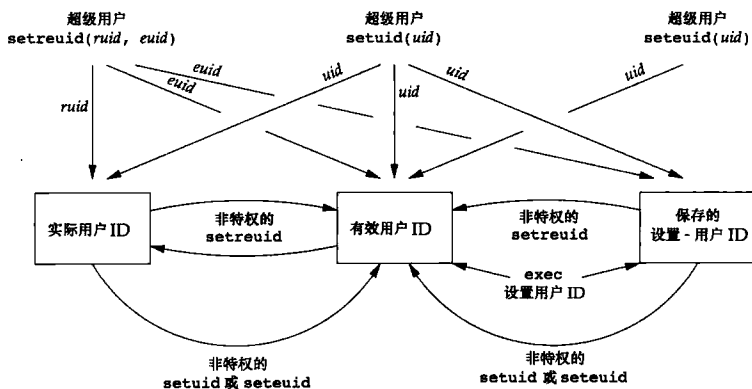 超级用户
setreuid(ruid, euid)
超级用户
setuid(uid)
超级用户
seteuid(uid)
ruid
euid
euid
uid
uid
uid
uid
实际用户 ID
非特权的
setreuid
有效用户 ID
非特权的
setreuid
保存的
设置 - 用户 ID
exec
设置用户 ID
非特权的
setuid 或 seteuid
非特权的
setuid 或 seteuid